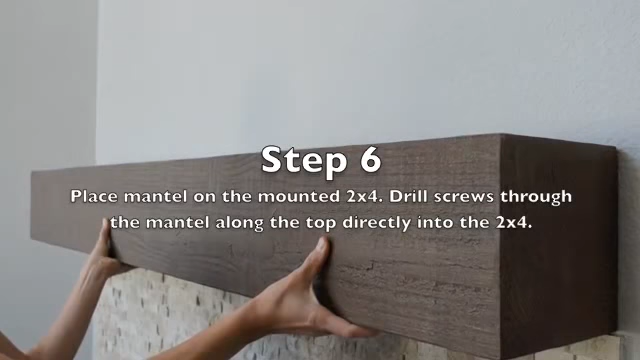 Step 6
Place mantel on the mounted 2x4. Drill screws through
the mantel along the top directly into the 2x4.